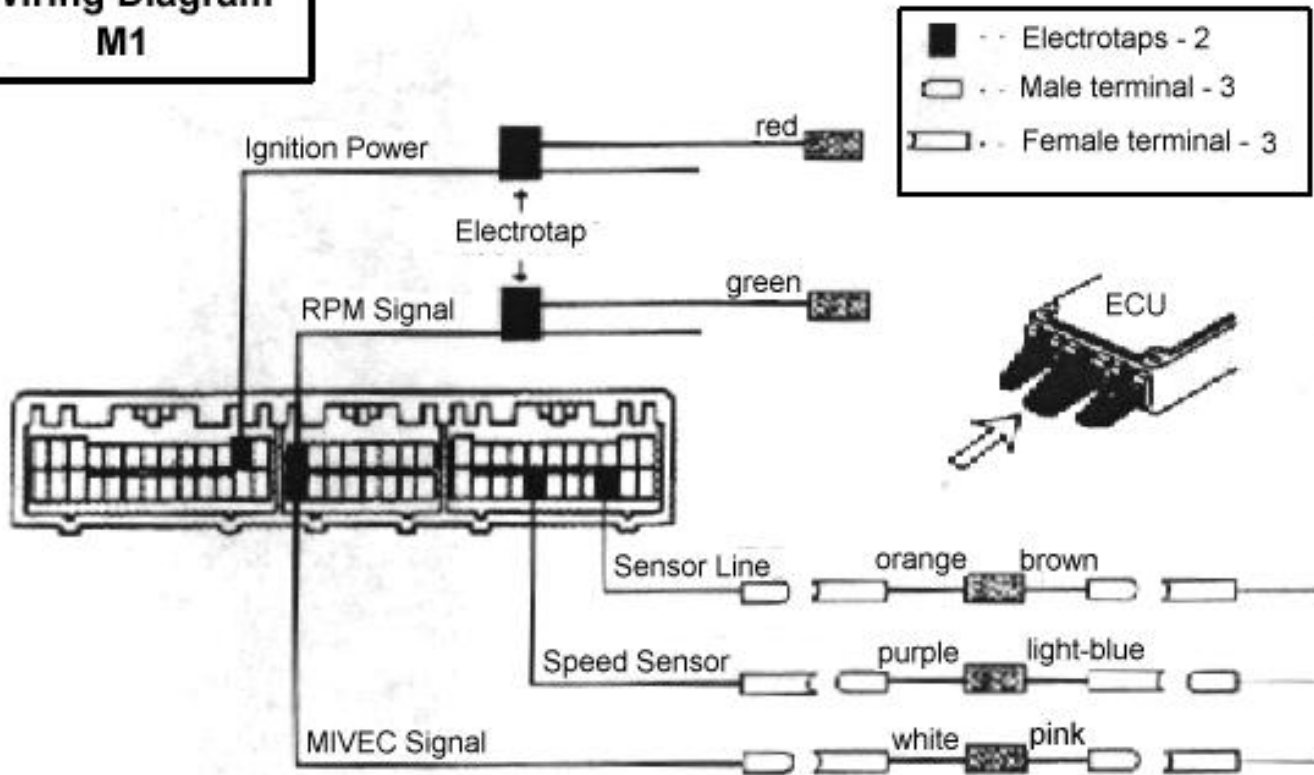 Wiring Diagram
M1
Electrotaps - 2
Male terminal - 3
Female terminal - 3
red
Ignition Power
Electrotap
green
RPM Signal
ECU
Sensor Line
orange
brown
Speed Sensor
purple
light-blue
MIVEC Signal
white
pink